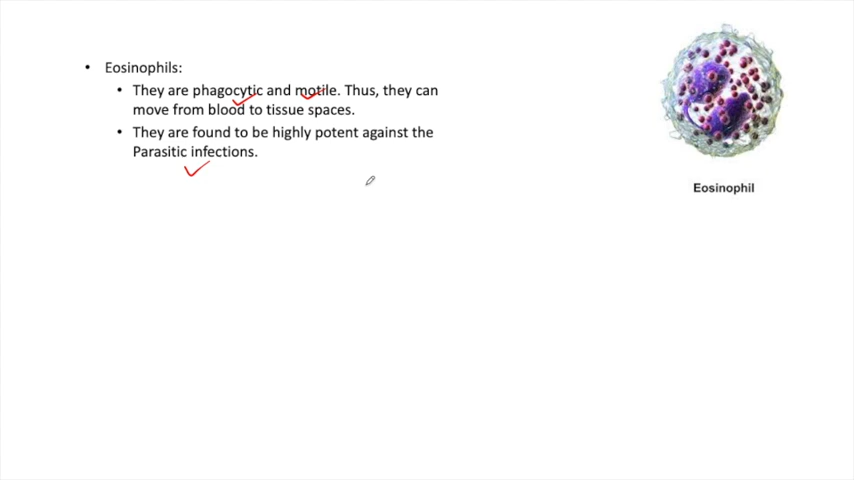 • Eosinophils:
• They are phagocytic and motile. Thus, they can
move from blood to tissue spaces.
• They are found to be highly potent against the
Parasitic infections.
Eosinophil